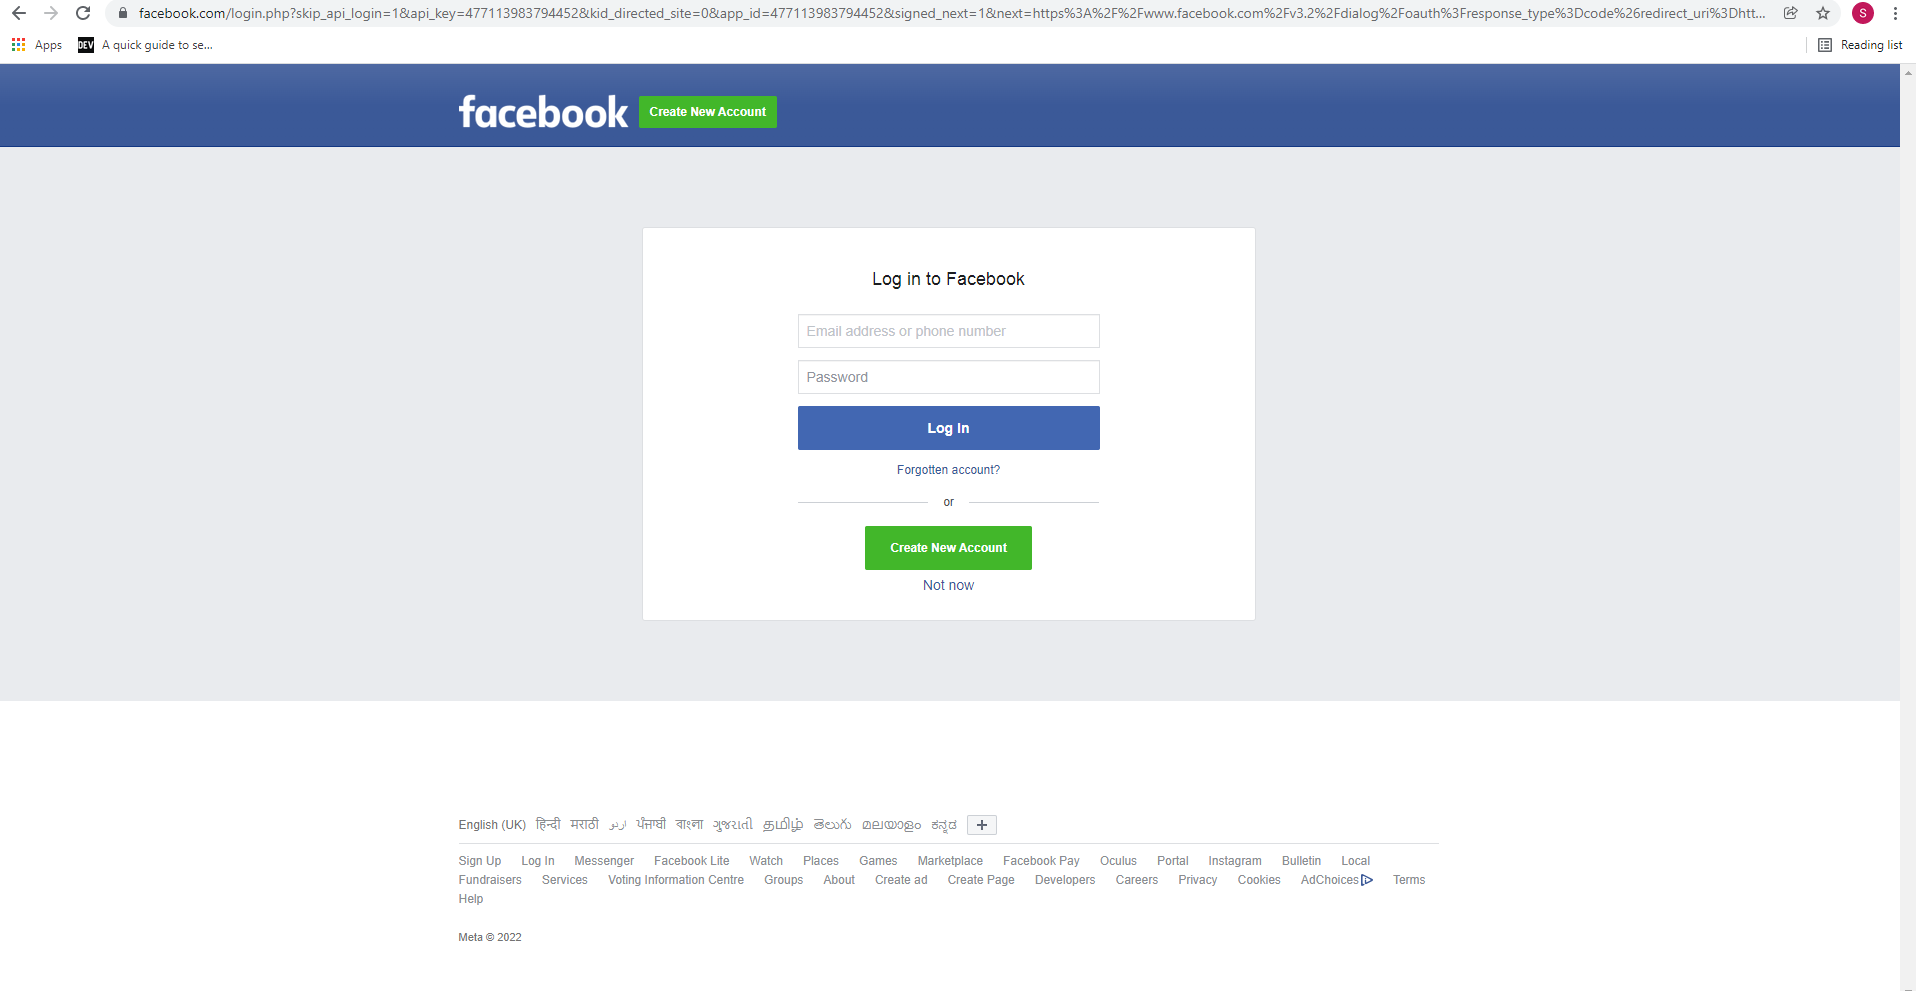 facebook.com/login.php?skip_api_login=1&api_key=477113983794452&kid_directed_site=0&app_id=477113983794452&signed_next=1&next=https%3A%2F%2Fwww.facebook.com%2Fv3.2%2Fdialog%2Foauth%3Fresponse_type%3Dcode%26redirect_uri%3Dhtt... S
Apps DEV A quick guide to se... Reading list
facebook Create New Account
Log in to Facebook
Email address or phone number
Password
Log In
Forgotten account?
or
Create New Account
Not now
English (UK) हिन्दी मराठी اردو ਪੰਜਾਬੀ বাংলা ગુજરાતી தமிழ் తెలుగు മലയാളം ಕನ್ನಡ +
Sign Up Log In Messenger Facebook Lite Watch Places Games Marketplace Facebook Pay Oculus Portal Instagram Bulletin Local
Fundraisers Services Voting Information Centre Groups About Create ad Create Page Developers Careers Privacy Cookies AdChoices Terms
Help
Meta © 2022